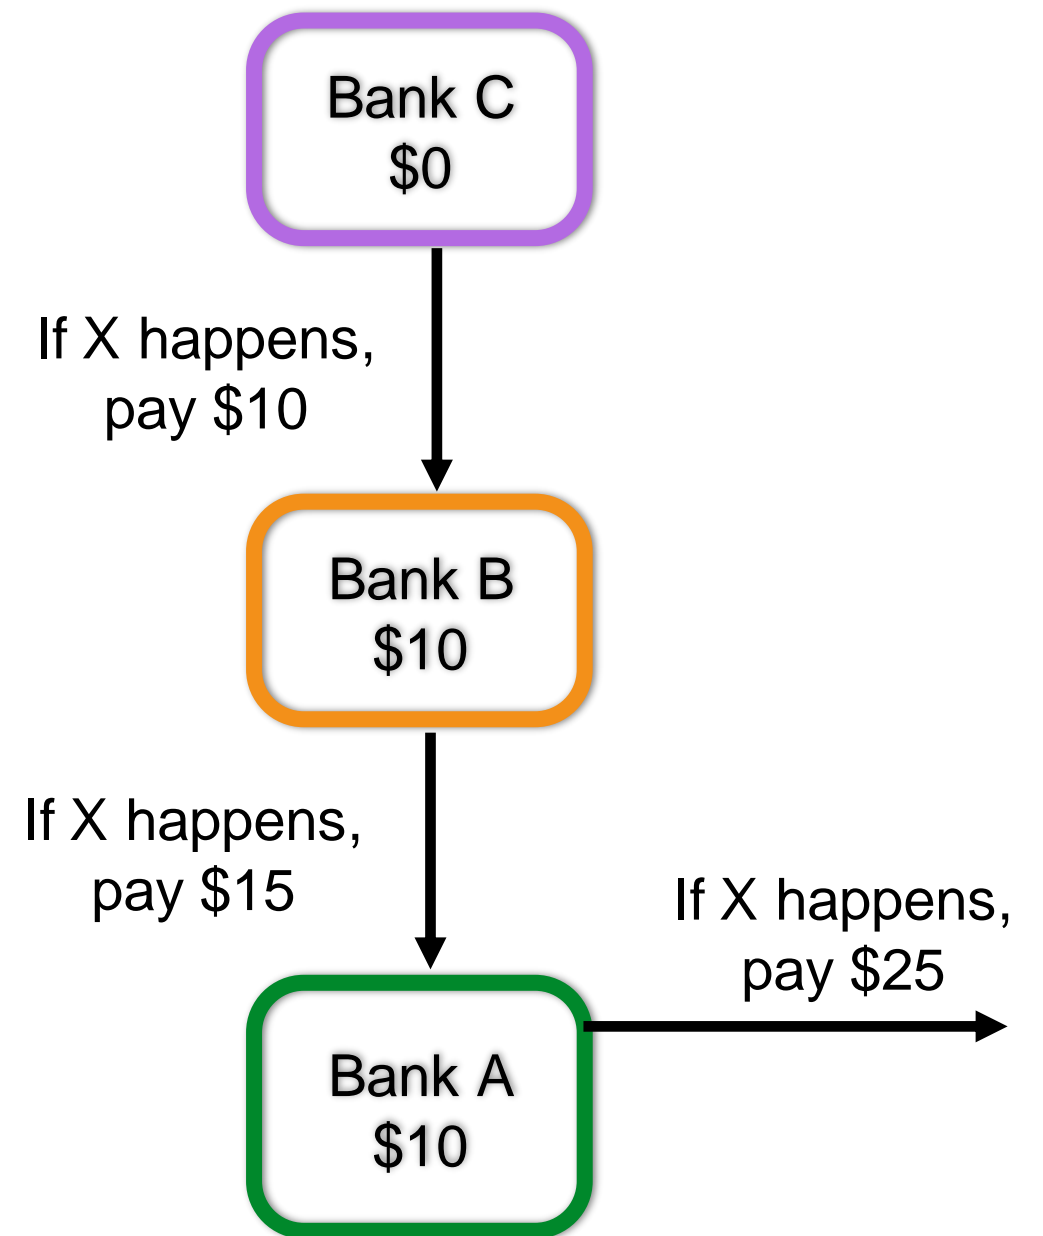 Bank C
$0
If X happens,
pay $10
Bank B
$10
If X happens,
pay $15
If X happens,
pay $25
Bank A
$10